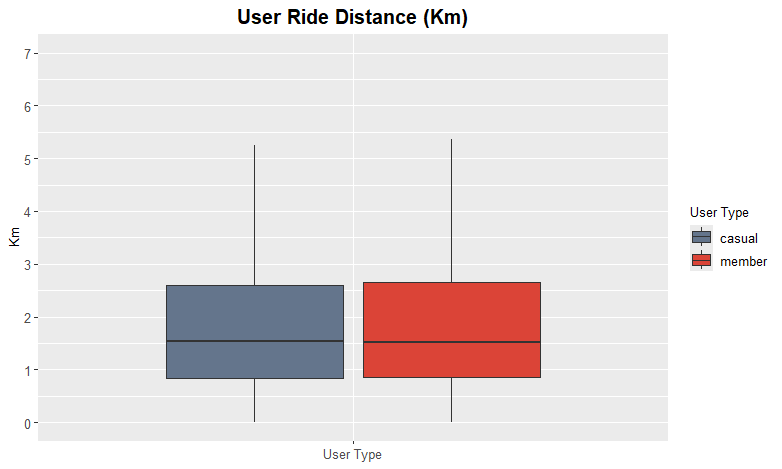 User Ride Distance (Km)
7
6
5
4
3
2
1
0
Km
User Type
User Type
casual
member